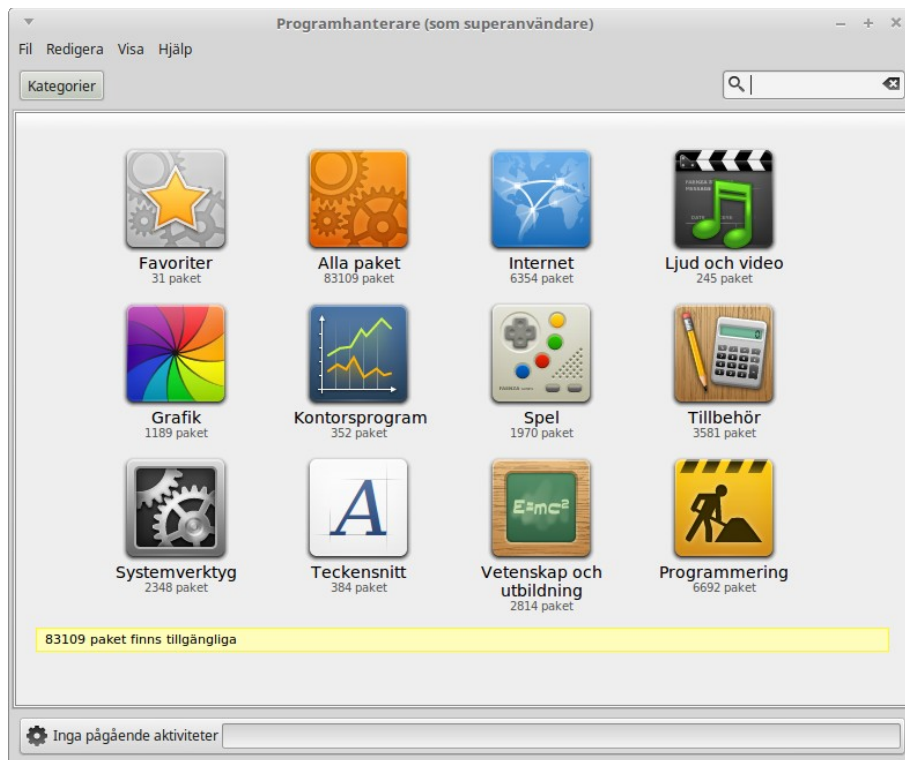 Programhanterare (som superanvändare)
Fil Redigera Visa Hjälp
Kategorier
Favoriter
31 paket
Alla paket
83109 paket
Internet
6354 paket
Ljud och video
245 paket
Grafik
1189 paket
Kontorsprogram
352 paket
Spel
1970 paket
Tillbehör
3581 paket
Systemverktyg
2348 paket
A
Teckensnitt
384 paket
E=mc²
Vetenskap och
utbildning
2814 paket
Programmering
6692 paket
83109 paket finns tillgängliga
Inga pågående aktiviteter